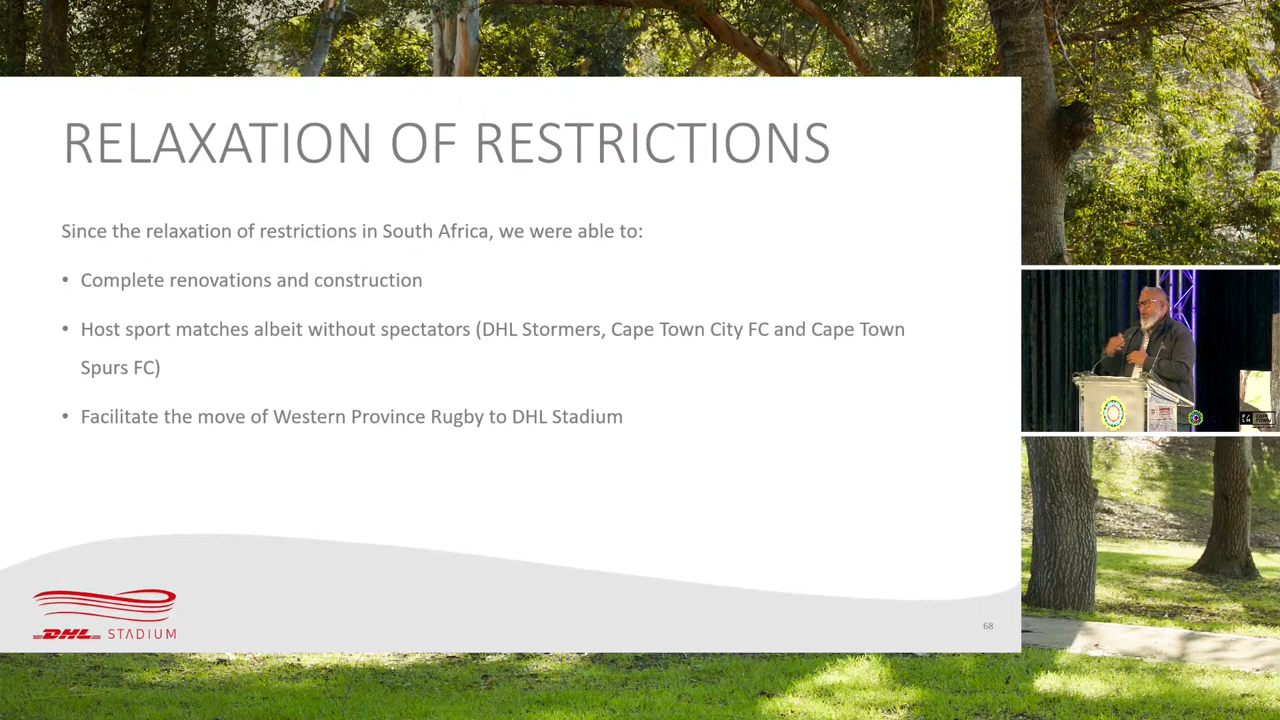 RELAXATION OF RESTRICTIONS
Since the relaxation of restrictions in South Africa, we were able to:
• Complete renovations and construction
• Host sport matches albeit without spectators (DHL Stormers, Cape Town City FC and Cape Town
Spurs FC)
• Facilitate the move of Western Province Rugby to DHL Stadium
DHL STADIUM
68